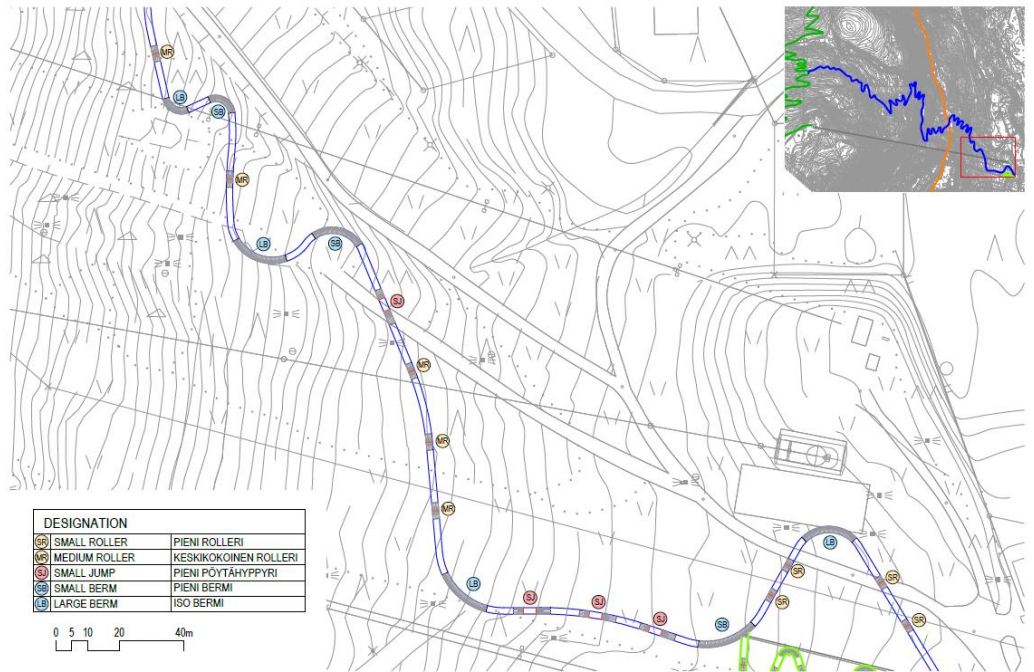 MR
LB
SB
MR
LB
SB
SJ
MR
MR
MR
LB
SJ
SJ
SJ
SB
LB
SR
SR
SR
SR
DESIGNATION
SR SMALL ROLLER PIENI ROLLERI
MR MEDIUM ROLLER KESKIKOKOINEN ROLLERI
SJ SMALL JUMP PIENI PÖYTÄHYPPYRI
SB SMALL BERM PIENI BERMI
LB LARGE BERM ISO BERMI
0 5 10 20 40m